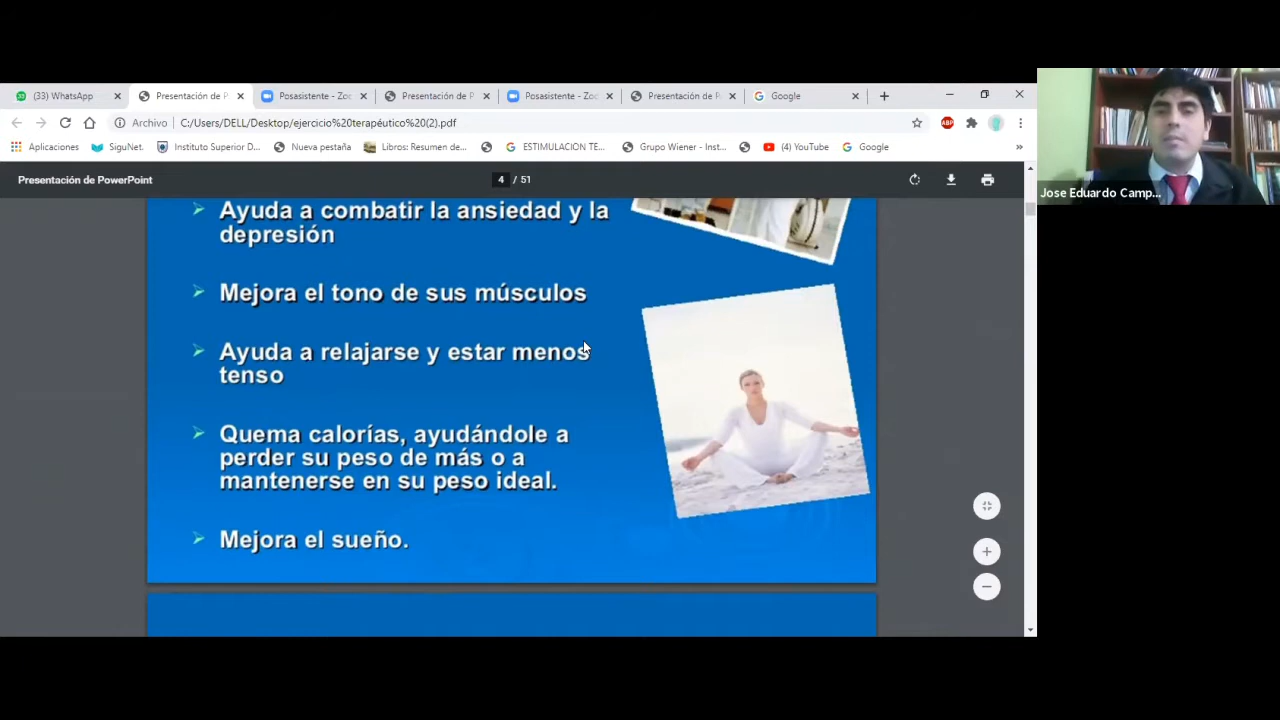 (33) WhatsApp
Presentación de P
Posasistente - Zoo
Presentación de P
Posasistente - Zoo
Presentación de P
Google
Archivo
C:/Users/DELL/Desktop/ejercicio%20terapéutico%20(2).pdf
ABP
Aplicaciones
SiguNet.
Instituto Superior D...
Nueva pestaña
Libros: Resumen de...
ESTIMULACION TE...
Grupo Wiener - Inst...
(4) YouTube
Google
»
Presentación de PowerPoint
4 / 51
Jose Eduardo Camp...
Ayuda a combatir la ansiedad y la
depresión
Mejora el tono de sus músculos
Ayuda a relajarse y estar menos
tenso
Quema calorías, ayudándole a
perder su peso de más o a
mantenerse en su peso ideal.
Mejora el sueño.